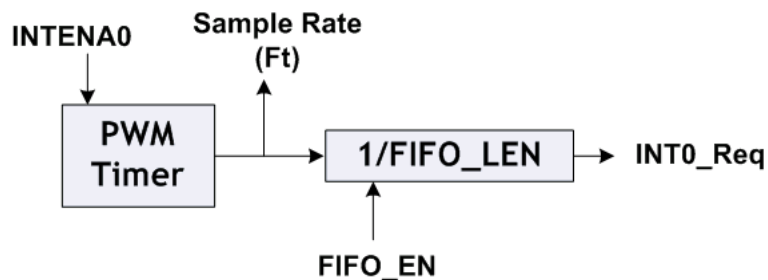 INTENA0
Sample Rate
(Ft)
PWM
Timer
1/FIFO_LEN
INT0_Req
FIFO_EN